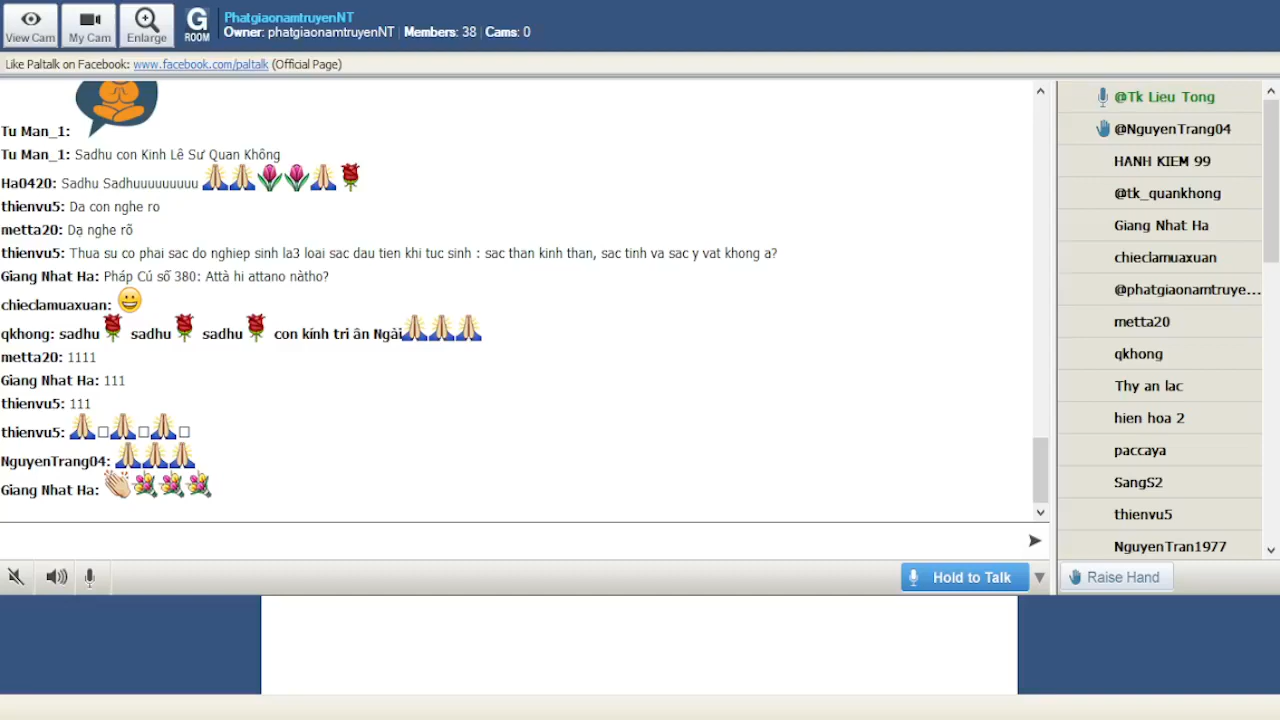 View Cam
My Cam
Enlarge
G
ROOM
PhatgiaonamtruyenNT
Owner: phatgiaonamtruyenNT | Members: 38 | Cams: 0
Like Paltalk on Facebook: www.facebook.com/paltalk (Official Page)
Tu Man_1:
Tu Man_1: Sadhu con Kinh Lê Sư Quan Không
Ha0420: Sadhu Sadhuuuuuuuuu
thienvu5: Da con nghe ro
metta20: Dạ nghe rõ
thienvu5: Thua su co phai sac do nghiep sinh la3 loai sac dau tien khi tuc sinh : sac than kinh than, sac tinh va sac y vat khong a?
Giang Nhat Ha: Pháp Cú số 380: Attà hi attano nàtho?
chieclamuaxuan:
qkhong: sadhu sadhu sadhu con kính tri ân Ngài
metta20: 1111
Giang Nhat Ha: 111
thienvu5: 111
thienvu5:
NguyenTrang04:
Giang Nhat Ha:
Hold to Talk
@Tk Lieu Tong
@NguyenTrang04
HANH KIEM 99
@tk_quankhong
Giang Nhat Ha
chieclamuaxuan
@phatgiaonamtruye...
metta20
qkhong
Thy an lac
hien hoa 2
paccaya
SangS2
thienvu5
NguyenTran1977
Raise Hand